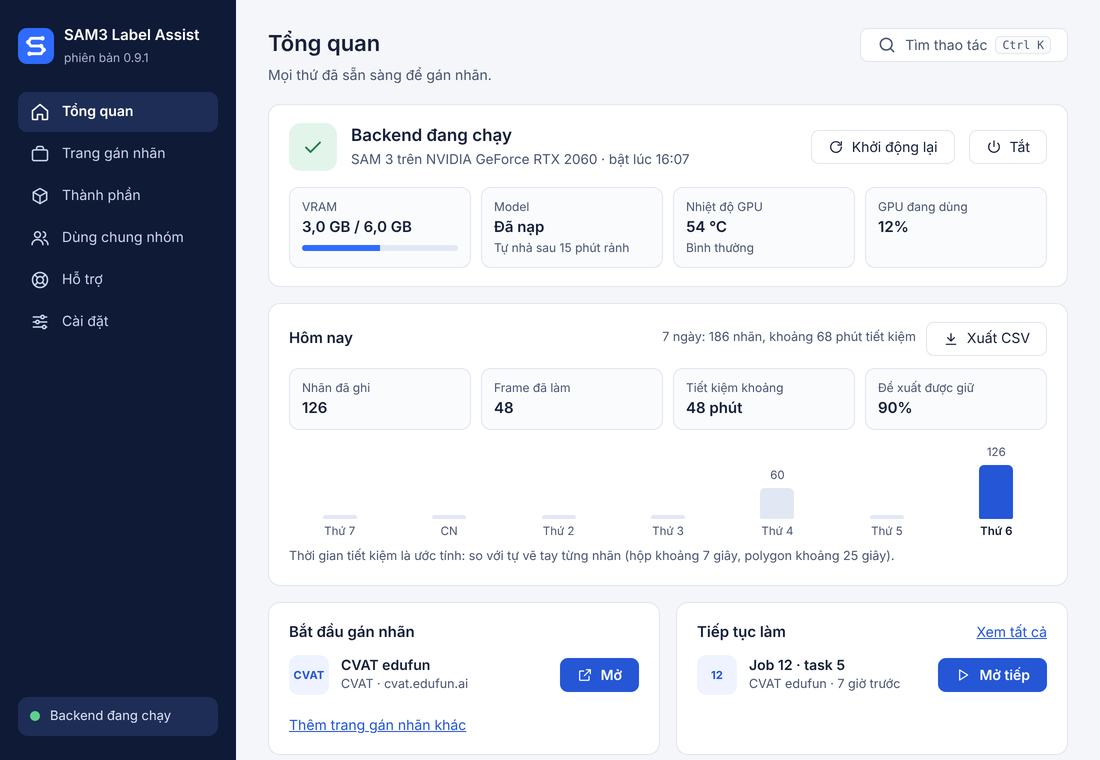 SAM3 Label Assist
phiên bản 0.9.1
Tổng quan
Trang gán nhãn
Thành phần
Dùng chung nhóm
Hỗ trợ
Cài đặt
Backend đang chạy
Tổng quan
Mọi thứ đã sẵn sàng để gán nhãn.
Tìm thao tác Ctrl K
Backend đang chạy
SAM 3 trên NVIDIA GeForce RTX 2060 · bật lúc 16:07
Khởi động lại
Tắt
VRAM
3,0 GB / 6,0 GB
Model
Đã nạp
Tự nhả sau 15 phút rảnh
Nhiệt độ GPU
54 °C
Bình thường
GPU đang dùng
12%
Hôm nay
7 ngày: 186 nhãn, khoảng 68 phút tiết kiệm
Xuất CSV
Nhãn đã ghi
126
Frame đã làm
48
Tiết kiệm khoảng
48 phút
Đề xuất được giữ
90%
60
126
Thứ 7
CN
Thứ 2
Thứ 3
Thứ 4
Thứ 5
Thứ 6
Thời gian tiết kiệm là ước tính: so với tự vẽ tay từng nhãn (hộp khoảng 7 giây, polygon khoảng 25 giây).
Bắt đầu gán nhãn
CVAT
CVAT edufun
CVAT · cvat.edufun.ai
Mở
Thêm trang gán nhãn khác
Tiếp tục làm
Xem tất cả
12
Job 12 · task 5
CVAT edufun · 7 giờ trước
Mở tiếp